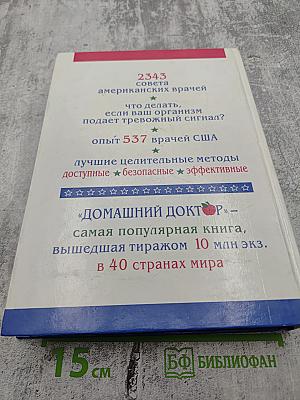 2343
совета
американских врачей
что делать,
если ваш организм
подает тревожный сигнал?
опыт 537 врачей США
лучшие целительные методы
доступные ★ безопасные ★ эффективные
«ДОМАШНИЙ ДОКТОР» –
самая популярная книга,
вышедшая тиражом 10 млн экз.
в 40 странах мира
15 см БФ БИБЛИОФАН